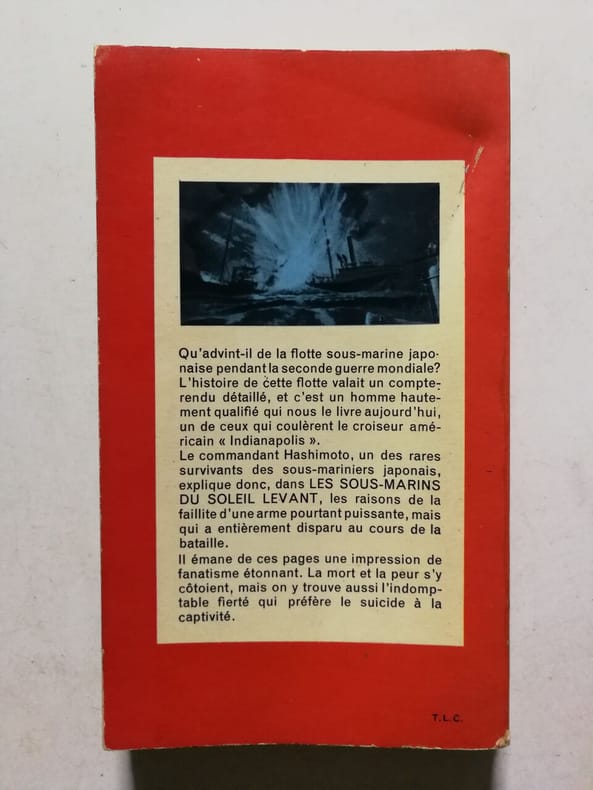 Qu'advint-il de la flotte sous-marine japo-
naise pendant la seconde guerre mondiale?
L'histoire de cette flotte valait un compte-
rendu détaillé, et c'est un homme haute-
ment qualifié qui nous le livre aujourd'hui,
un de ceux qui coulèrent le croiseur amé-
ricain « Indianapolis ».
Le commandant Hashimoto, un des rares
survivants des sous-mariniers japonais,
explique donc, dans LES SOUS-MARINS
DU SOLEIL LEVANT, les raisons de la
faillite d'une arme pourtant puissante, mais
qui a entièrement disparu au cours de la
bataille.
Il émane de ces pages une impression de
fanatisme étonnant. La mort et la peur s'y
côtoient, mais on y trouve aussi l'indomp-
table fierté qui préfère le suicide à la
captivité.
T.L.C.